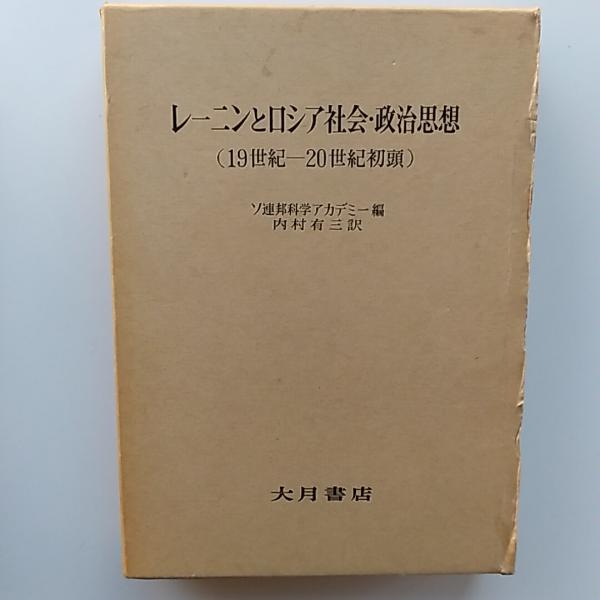 レーニンとロシア社会・政治思想
（19世紀―20世紀初頭）
ソ連邦科学アカデミー編
内村有三訳
大月書店